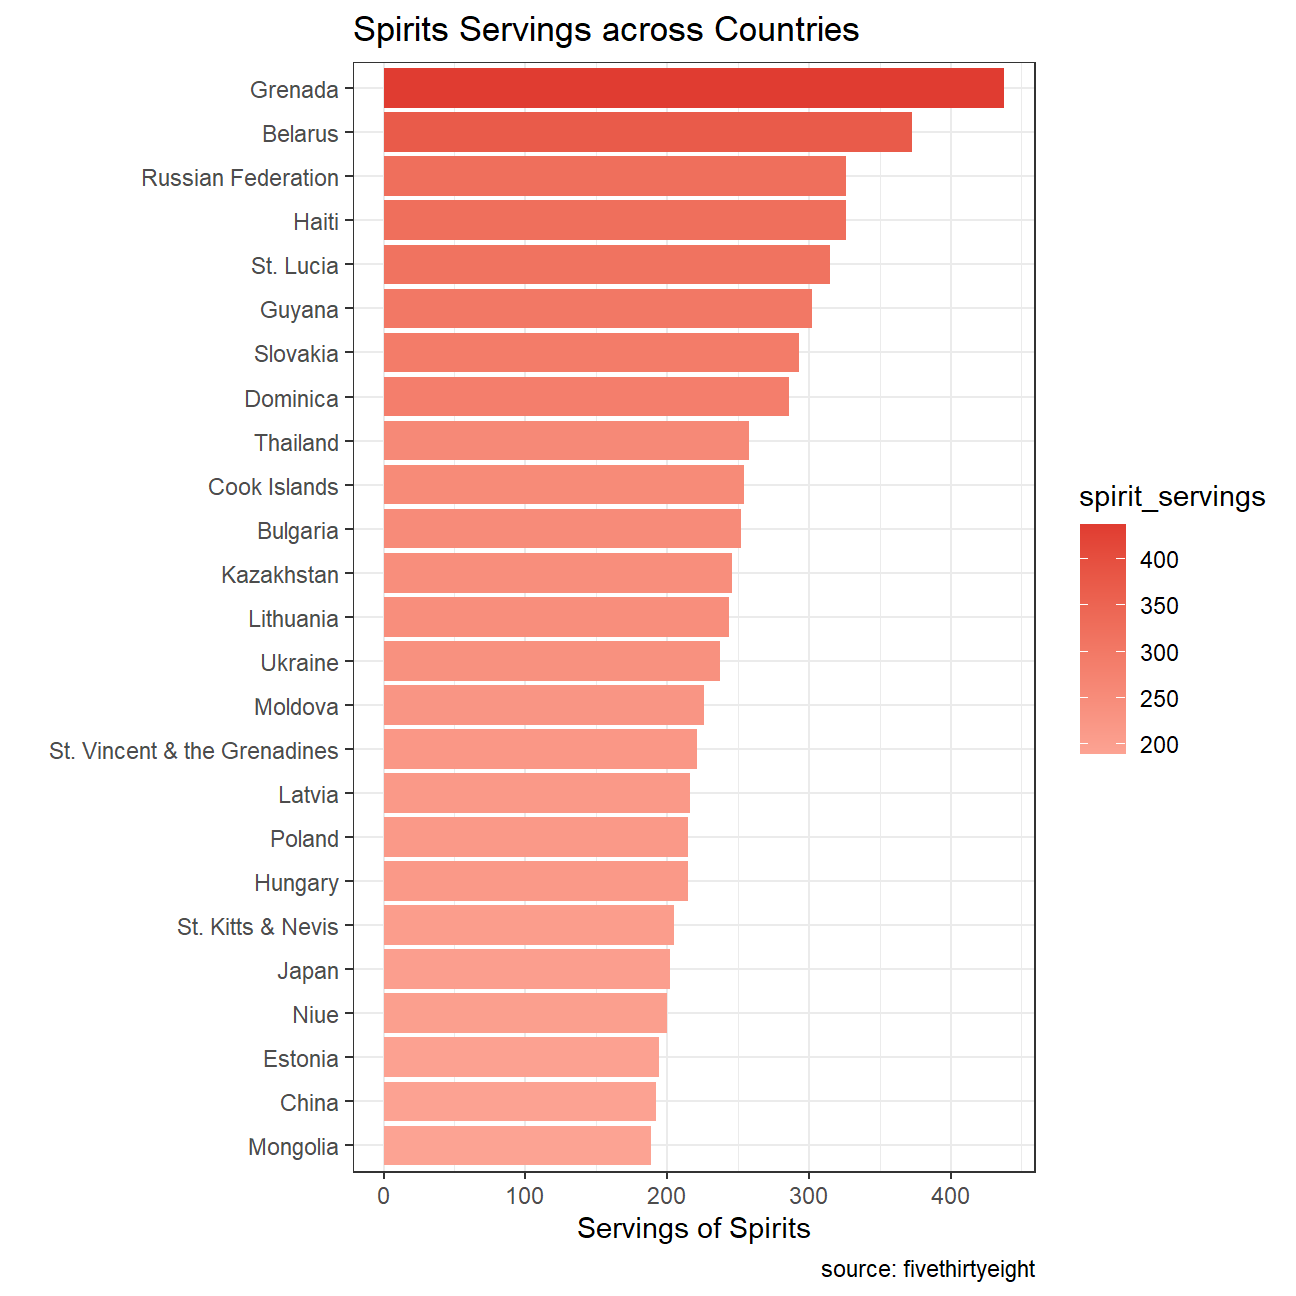 Spirits Servings across Countries
Grenada
Belarus
Russian Federation
Haiti
St. Lucia
Guyana
Slovakia
Dominica
Thailand
Cook Islands
Bulgaria
Kazakhstan
Lithuania
Ukraine
Moldova
St. Vincent & the Grenadines
Latvia
Poland
Hungary
St. Kitts & Nevis
Japan
Niue
Estonia
China
Mongolia
0 100 200 300 400
Servings of Spirits
source: fivethirtyeight
spirit_servings
400
350
300
250
200